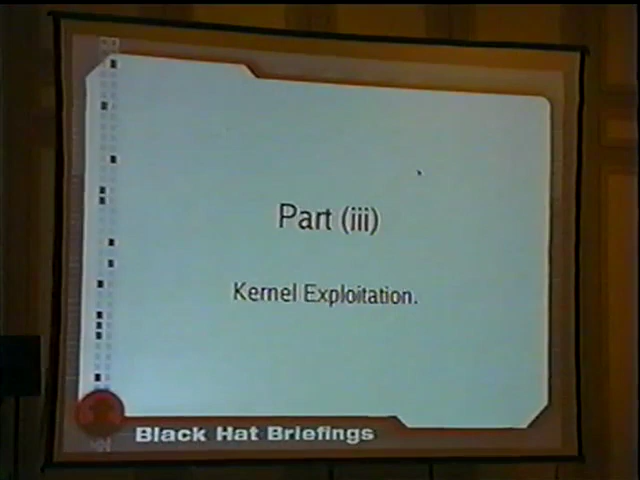 Part (iii)
Kernel Exploitation.
Black Hat Briefings